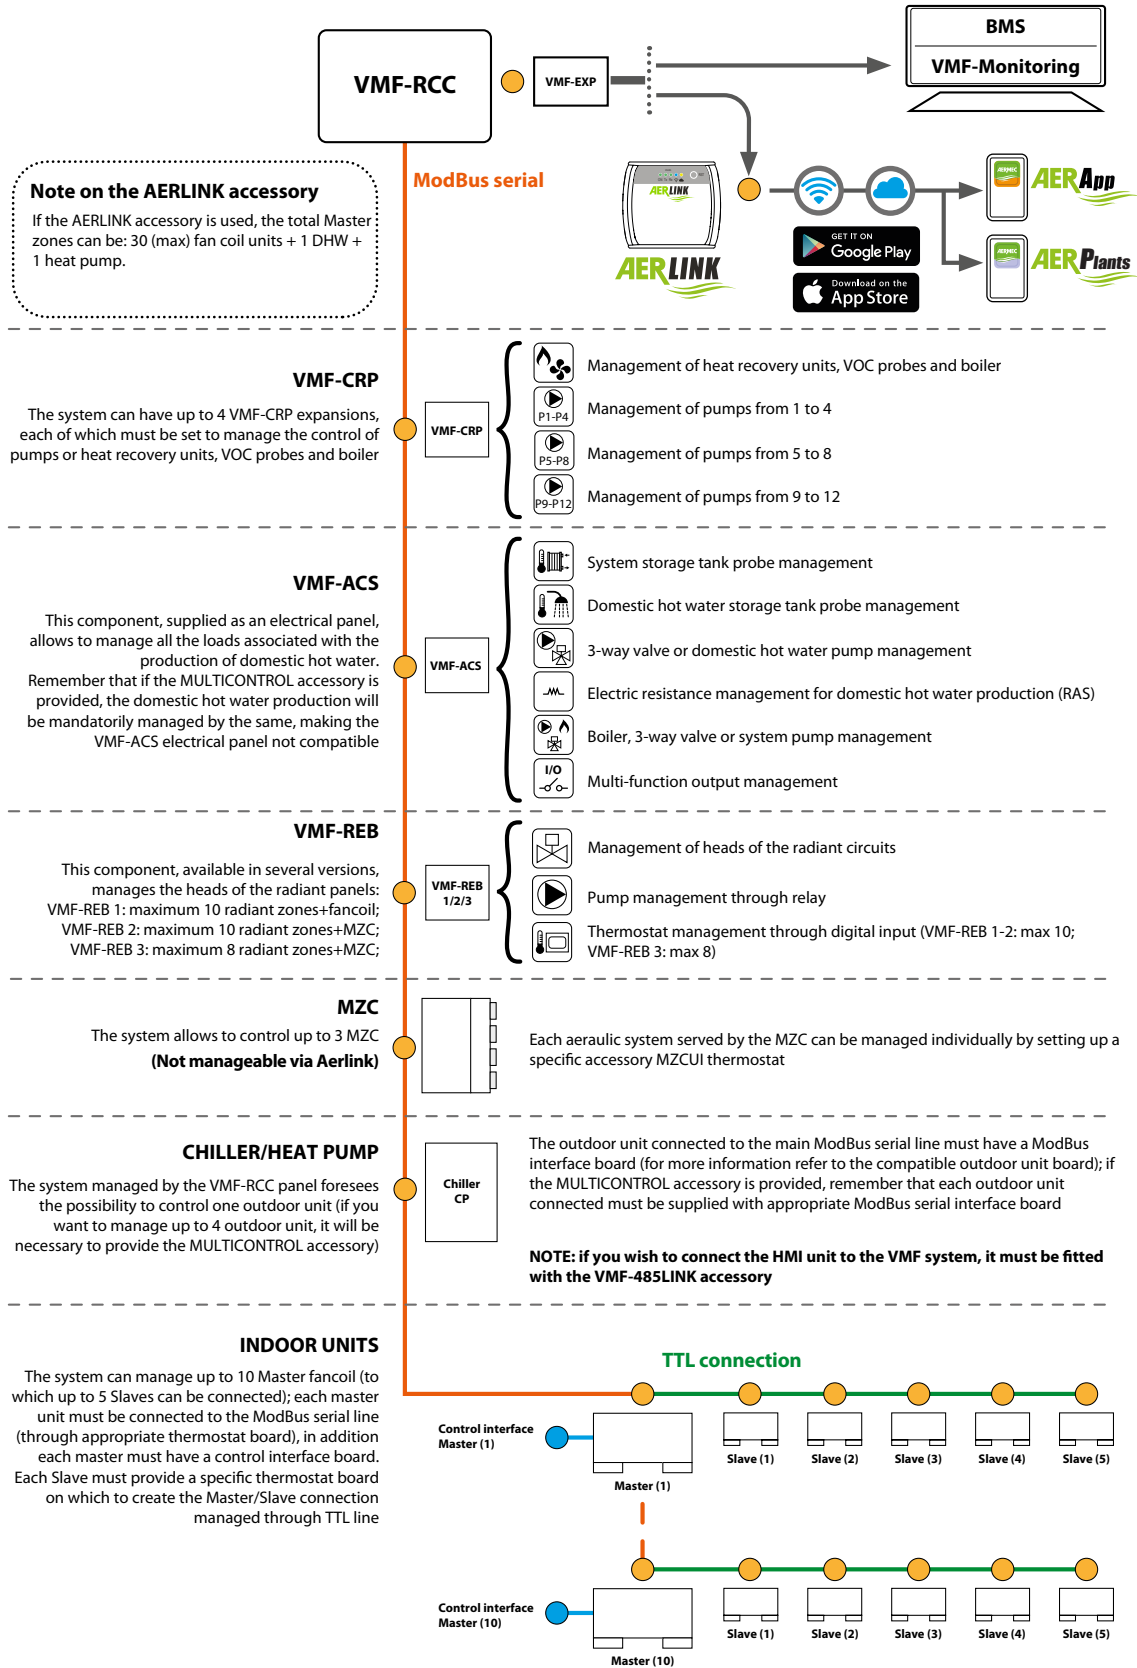 BMS
VMF-Monitoring
VMF-RCC
VMF-EXP
ModBus serial
Note on the AERLINK accessory
If the AERLINK accessory is used, the total Master
zones can be: 30 (max) fan coil units + 1 DHW +
1 heat pump.
AERLINK
AERLINK
GET IT ON
Google Play
Download on the
App Store
AERMEC
AERApp
AERMEC
AERPlants
VMF-CRP
The system can have up to 4 VMF-CRP expansions,
each of which must be set to manage the control of
pumps or heat recovery units, VOC probes and boiler
VMF-CRP
Management of heat recovery units, VOC probes and boiler
P1-P4
Management of pumps from 1 to 4
P5-P8
Management of pumps from 5 to 8
P9-P12
Management of pumps from 9 to 12
VMF-ACS
This component, supplied as an electrical panel,
allows to manage all the loads associated with the
production of domestic hot water.
Remember that if the MULTICONTROL accessory is
provided, the domestic hot water production will
be mandatorily managed by the same, making the
VMF-ACS electrical panel not compatible
VMF-ACS
System storage tank probe management
Domestic hot water storage tank probe management
3-way valve or domestic hot water pump management
Electric resistance management for domestic hot water production (RAS)
Boiler, 3-way valve or system pump management
I/O
Multi-function output management
VMF-REB
This component, available in several versions,
manages the heads of the radiant panels:
VMF-REB 1: maximum 10 radiant zones+fancoil;
VMF-REB 2: maximum 10 radiant zones+MZC;
VMF-REB 3: maximum 8 radiant zones+MZC;
VMF-REB
1/2/3
Management of heads of the radiant circuits
Pump management through relay
Thermostat management through digital input (VMF-REB 1-2: max 10;
VMF-REB 3: max 8)
MZC
The system allows to control up to 3 MZC
(Not manageable via Aerlink)
Each aeraulic system served by the MZC can be managed individually by setting up a
specific accessory MZCUI thermostat
CHILLER/HEAT PUMP
The system managed by the VMF-RCC panel foresees
the possibility to control one outdoor unit (if you
want to manage up to 4 outdoor unit, it will be
necessary to provide the MULTICONTROL accessory)
Chiller
CP
The outdoor unit connected to the main ModBus serial line must have a ModBus
interface board (for more information refer to the compatible outdoor unit board); if
the MULTICONTROL accessory is provided, remember that each outdoor unit
connected must be supplied with appropriate ModBus serial interface board
NOTE: if you wish to connect the HMI unit to the VMF system, it must be fitted
with the VMF-485LINK accessory
INDOOR UNITS
The system can manage up to 10 Master fancoil (to
which up to 5 Slaves can be connected); each master
unit must be connected to the ModBus serial line
(through appropriate thermostat board), in addition
each master must have a control interface board.
Each Slave must provide a specific thermostat board
on which to create the Master/Slave connection
managed through TTL line
TTL connection
Control interface
Master (1)
Master (1)
Slave (1)
Slave (2)
Slave (3)
Slave (4)
Slave (5)
Control interface
Master (10)
Master (10)
Slave (1)
Slave (2)
Slave (3)
Slave (4)
Slave (5)